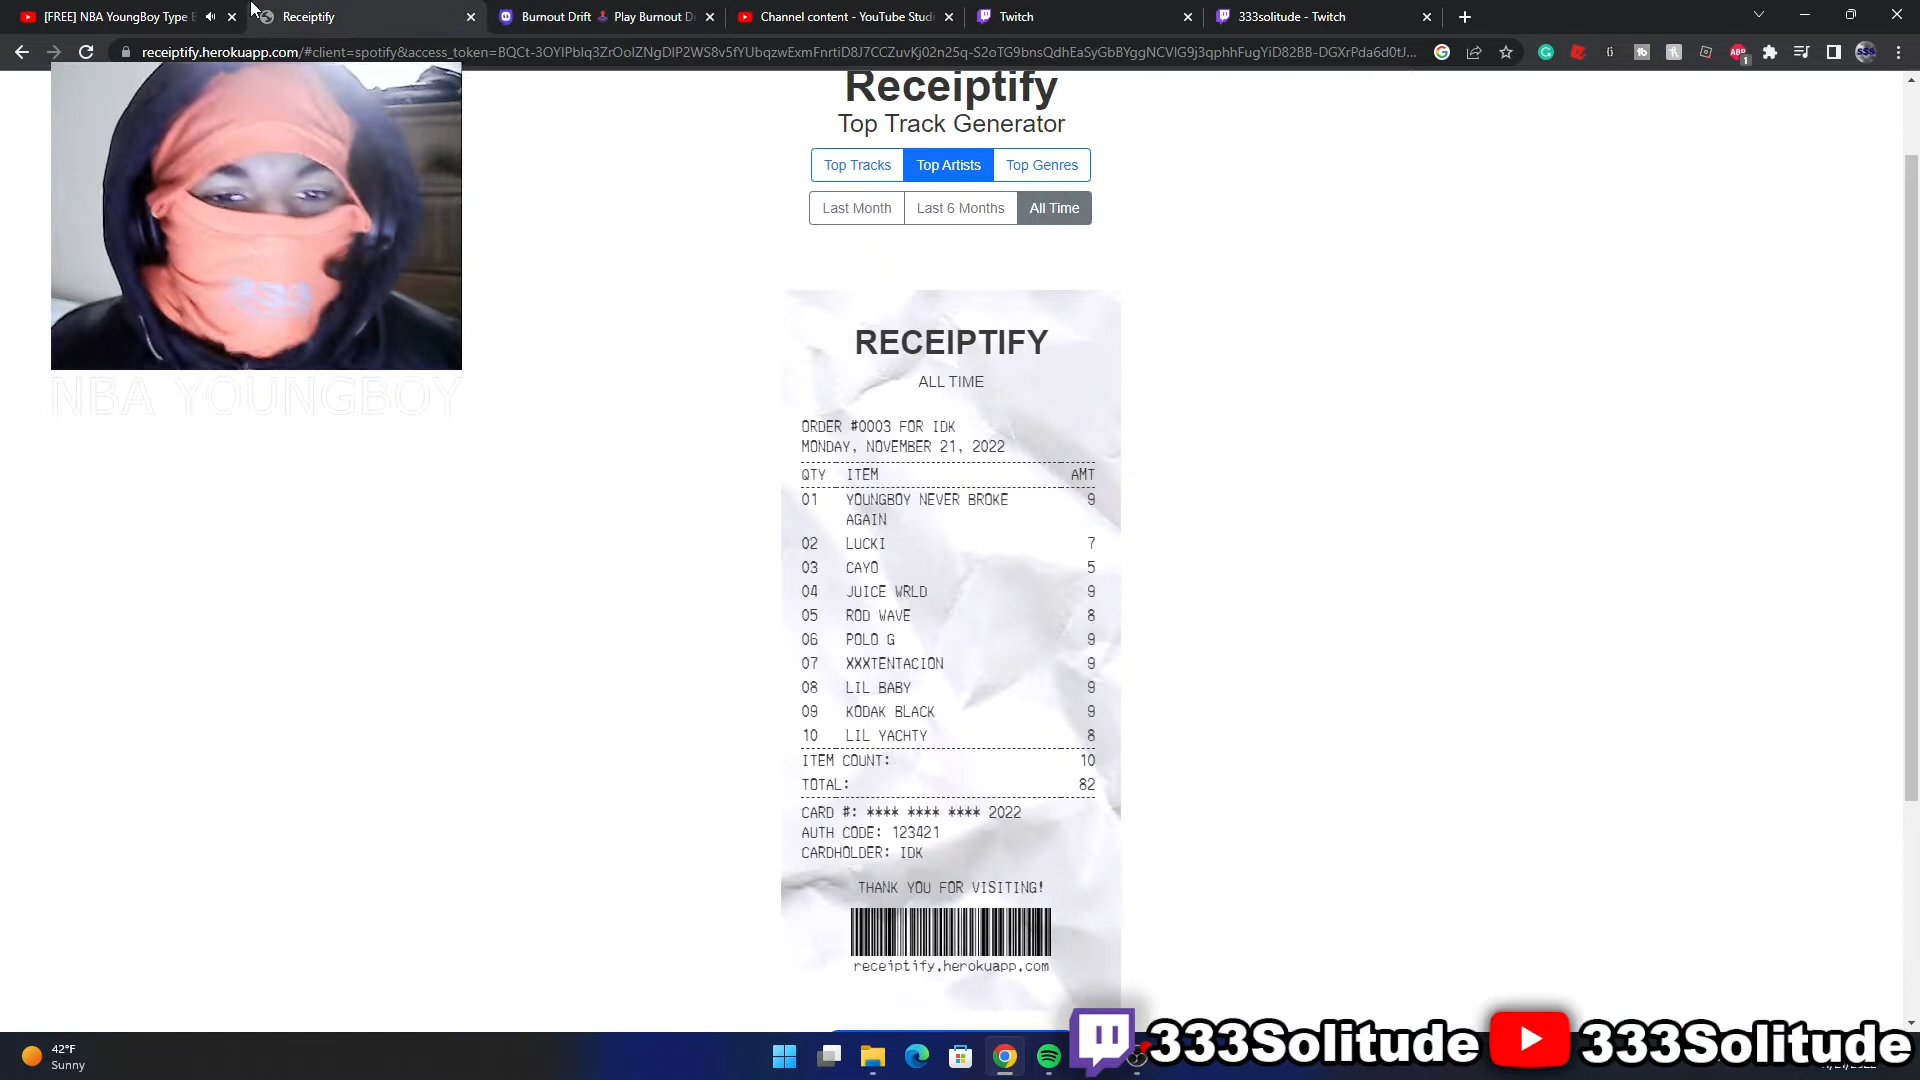 [FREE] NBA YoungBoy Type B
Receiptify
Burnout Drift
Play Burnout D
Channel content - YouTube Studi
Twitch
333solitude - Twitch
receiptify.herokuapp.com/#client=spotify&access_token=
Receiptify
Top Track Generator
Top Tracks
Top Artists
Top Genres
Last Month
Last 6 Months
All Time
NBA YOUNGBOY
RECEIPTIFY
ALL TIME
ORDER #0003 FOR IDK
MONDAY, NOVEMBER 21, 2022
QTY ITEM AMT
01 YOUNGBOY NEVER BROKE 9
AGAIN
02 LUCKI 7
03 CAYO 5
04 JUICE WRLD 9
05 ROD WAVE 8
06 POLO G 9
07 XXXTENTACION 9
08 LIL BABY 9
09 KODAK BLACK 9
10 LIL YACHTY 8
ITEM COUNT: 10
TOTAL: 82
CARD #: **** **** **** 2022
AUTH CODE: 123421
CARDHOLDER: IDK
THANK YOU FOR VISITING!
receiptify.herokuapp.com
333Solitude
333Solitude
42°F
Sunny